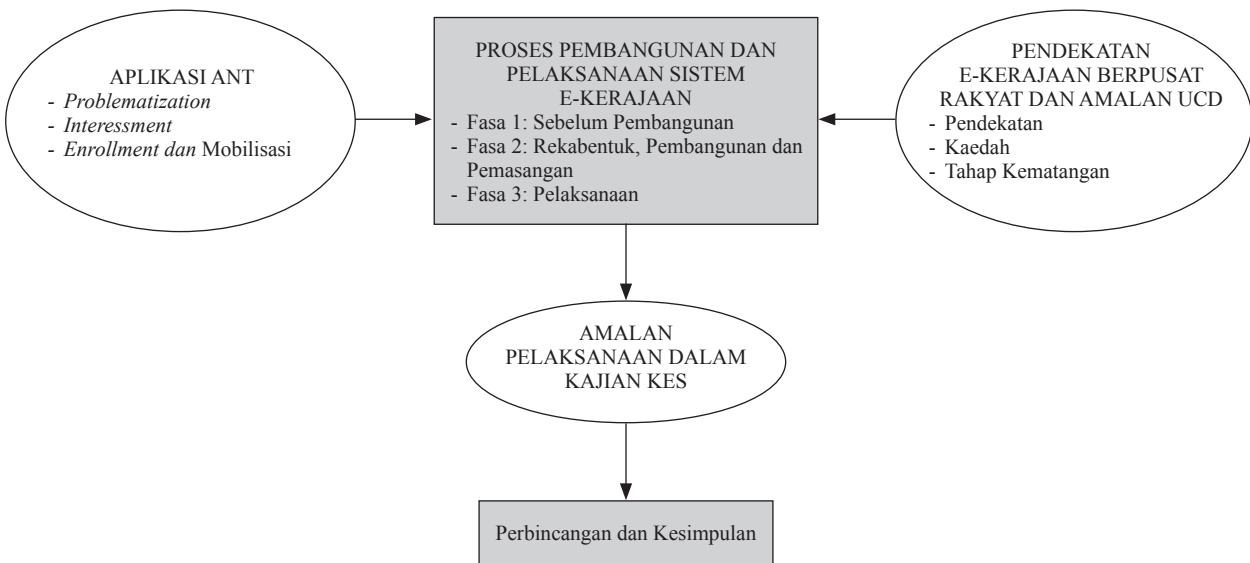 APLIKASI ANT
- Problematization
- Interessment
- Enrollment dan Mobilisasi
PROSES PEMBANGUNAN DAN
PELAKSANAAN SISTEM
E-KERAJAAN
- Fasa 1: Sebelum Pembangunan
- Fasa 2: Rekabentuk, Pembangunan dan
Pemasangan
- Fasa 3: Pelaksanaan
PENDEKATAN
E-KERAJAAN BERPUSAT
RAKYAT DAN AMALAN UCD
- Pendekatan
- Kaedah
- Tahap Kematangan
AMALAN
PELAKSANAAN DALAM
KAJIAN KES
Perbincangan dan Kesimpulan